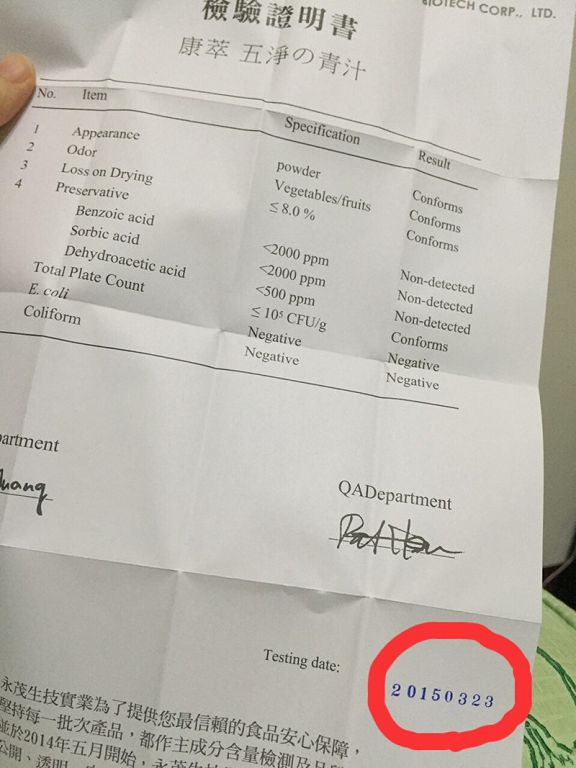 BIOTECH CORP., LTD.
檢驗證明書
康萃 五淨の青汁
No. Item Specification Result
1 Appearance powder Conforms
2 Odor Vegetables/fruits Conforms
3 Loss on Drying ≤ 8.0 % Conforms
4 Preservative
Benzoic acid <2000 ppm Non-detected
Sorbic acid <2000 ppm Non-detected
Dehydroacetic acid <500 ppm Non-detected
Total Plate Count ≤ 10⁵ CFU/g Conforms
E. coli Negative Negative
Coliform Negative Negative
QADepartment
Testing date: 20150323
永茂生技實業為了提供您最信賴的食品安心保障，
堅持每一批次產品，都作主成分含量檢測及
並於2014年五月開始，永茂生技
公開、透明